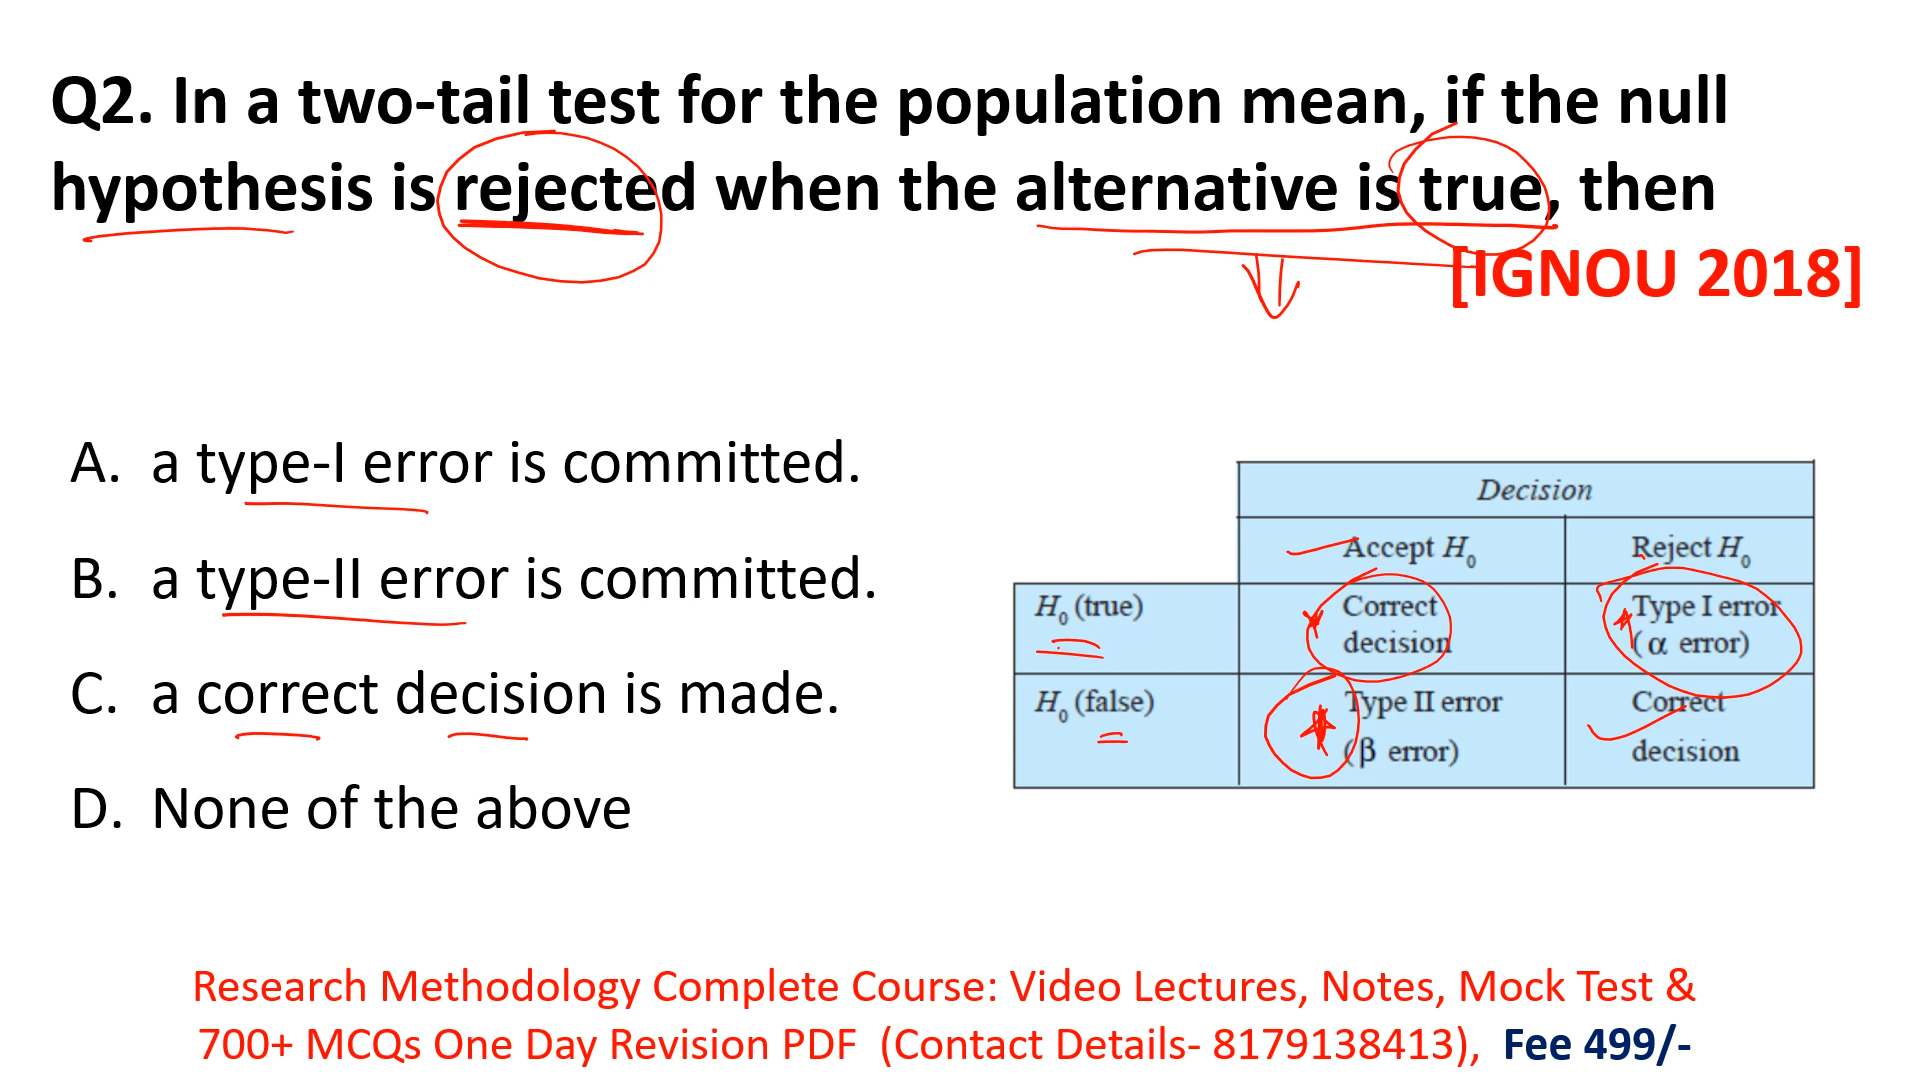 Q2. In a two-tail test for the population mean, if the null
hypothesis is rejected when the alternative is true, then
[IGNOU 2018]
A. a type-I error is committed.
B. a type-II error is committed.
C. a correct decision is made.
D. None of the above
Decision
Accept H₀ Reject H₀
H₀ (true) Correct decision Type I error (α error)
H₀ (false) Type II error (β error) Correct decision
Research Methodology Complete Course: Video Lectures, Notes, Mock Test &
700+ MCQs One Day Revision PDF (Contact Details- 8179138413), Fee 499/-